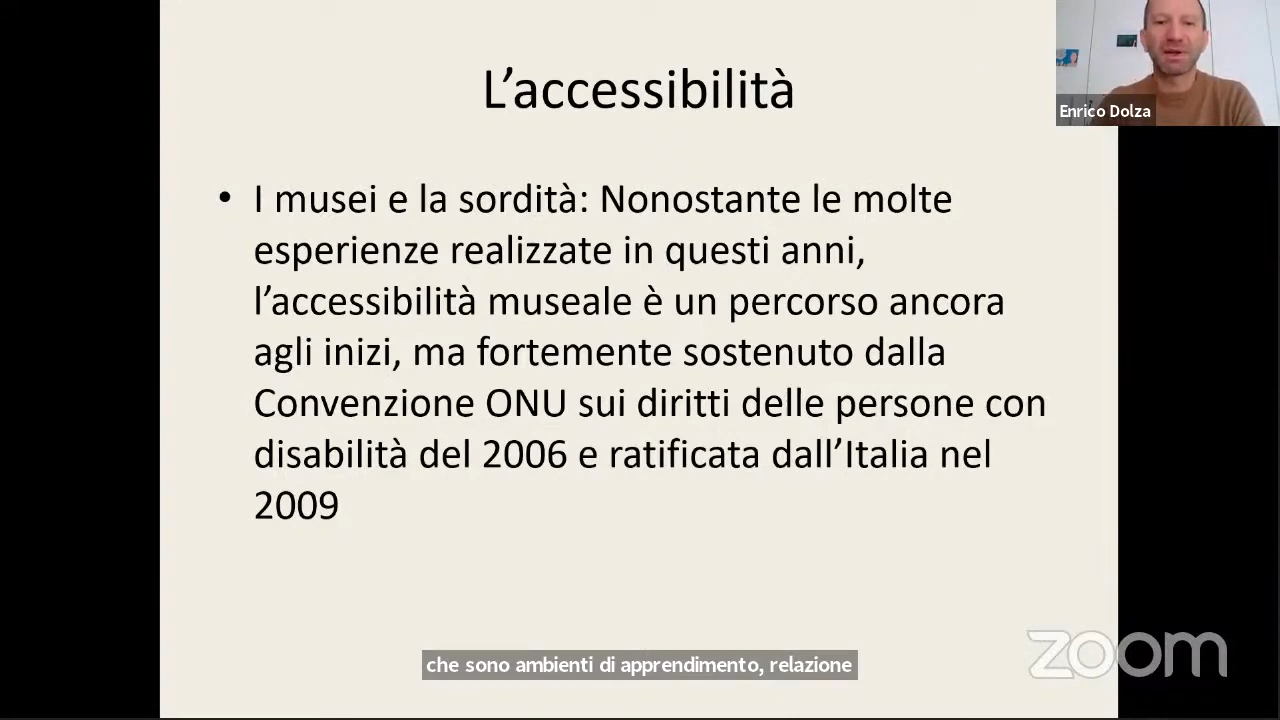 L’accessibilità
Enrico Dolza
• I musei e la sordità: Nonostante le molte
esperienze realizzate in questi anni,
l’accessibilità museale è un percorso ancora
agli inizi, ma fortemente sostenuto dalla
Convenzione ONU sui diritti delle persone con
disabilità del 2006 e ratificata dall’Italia nel
2009
che sono ambienti di apprendimento, relazione
zoom